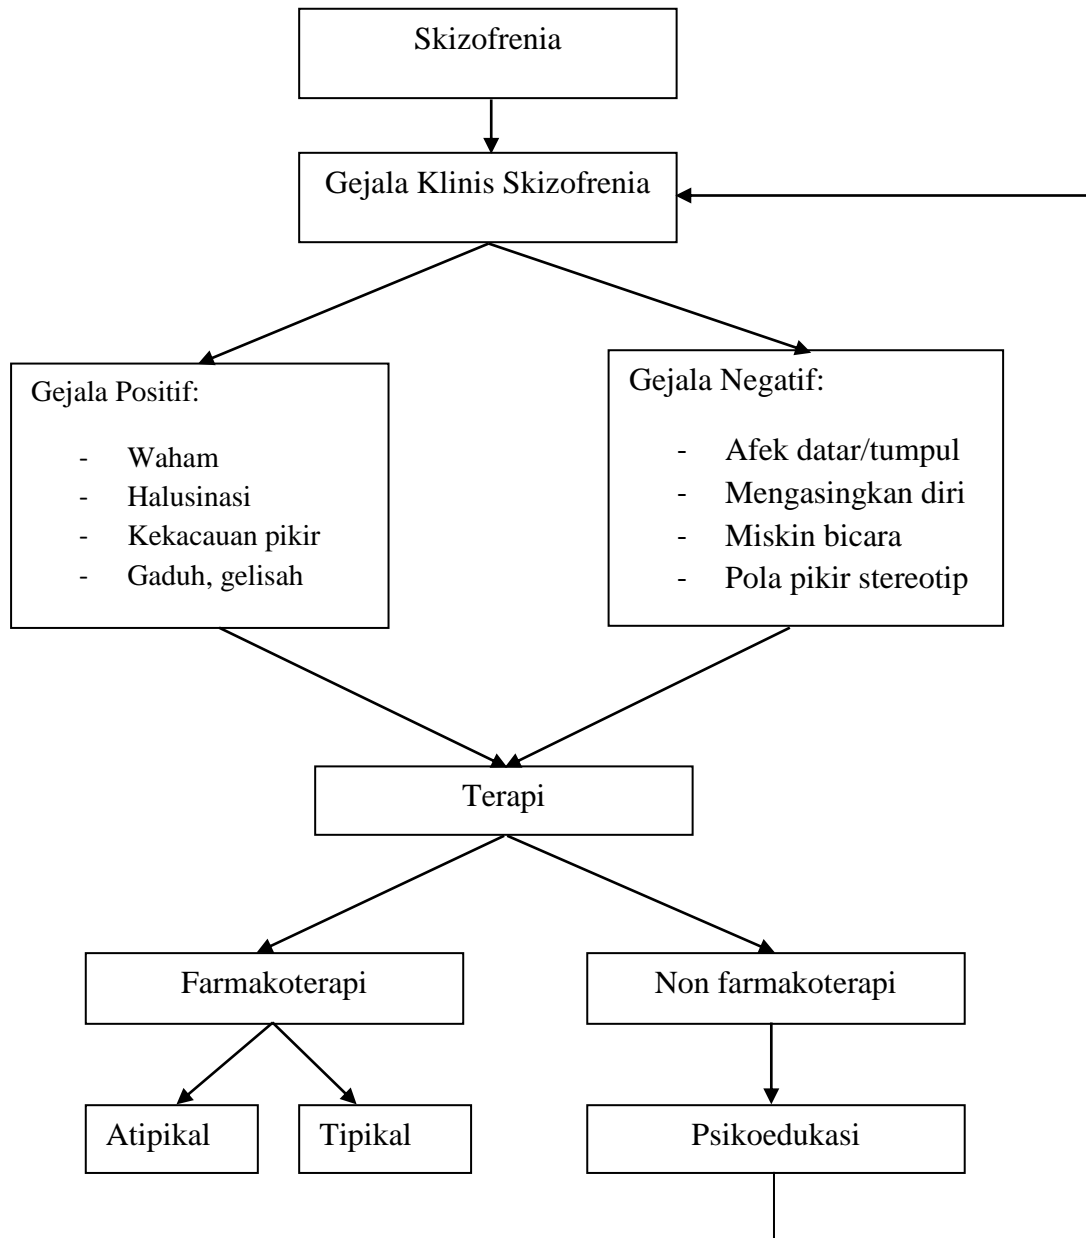 Skizofrenia
Gejala Klinis Skizofrenia
Gejala Positif:
- Waham
- Halusinasi
- Kekacauan pikir
- Gaduh, gelisah
Gejala Negatif:
- Afek datar/tumpul
- Mengasingkan diri
- Miskin bicara
- Pola pikir stereotip
Terapi
Farmakoterapi
Non farmakoterapi
Atipikal
Tipikal
Psikoedukasi